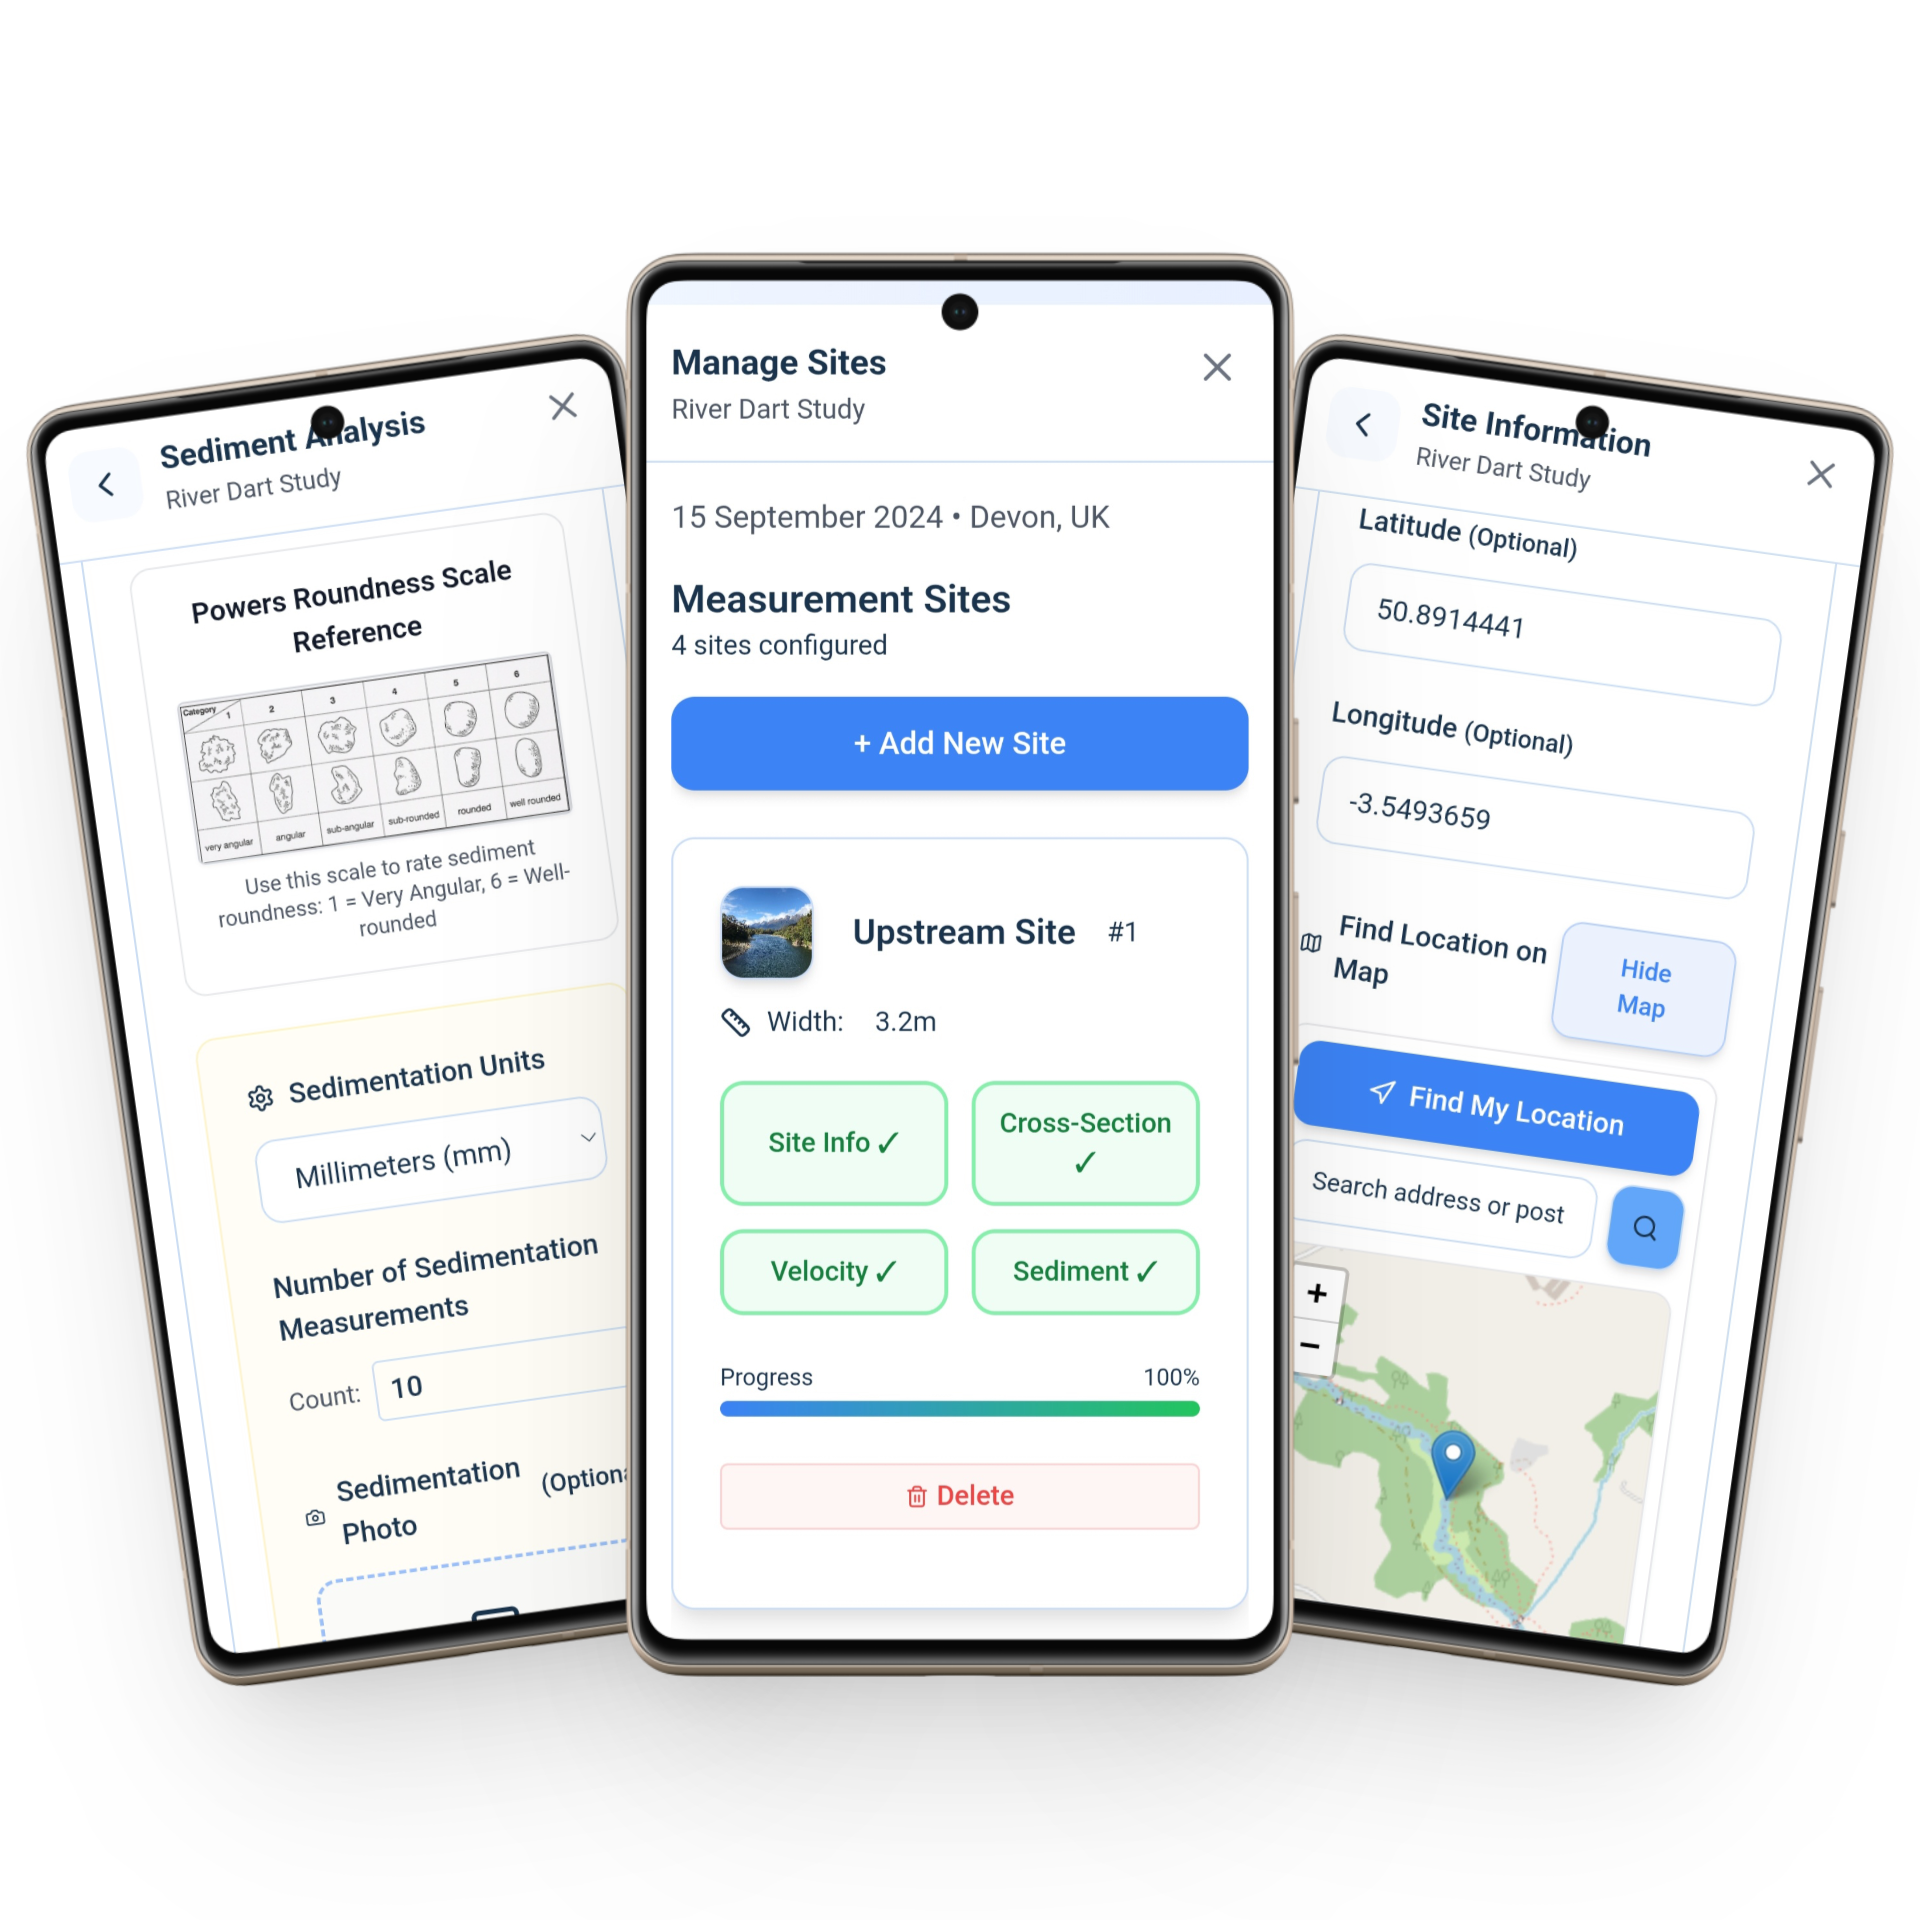 Sediment Analysis
River Dart Study
Powers Roundness Scale
Reference
Category 1 2 3 4 5 6
very angular angular sub-angular sub-rounded rounded well rounded
Use this scale to rate sediment
roundness: 1 = Very Angular, 6 = Well-
rounded
Sedimentation Units
Millimeters (mm)
Number of Sedimentation
Measurements
Count: 10
Sedimentation
Photo
Manage Sites
River Dart Study
15 September 2024 • Devon, UK
Measurement Sites
4 sites configured
+ Add New Site
Upstream Site #1
Width: 3.2m
Site Info ✓
Cross-Section
✓
Velocity ✓
Sediment ✓
Progress 100%
Delete
Site Information
River Dart Study
Latitude (Optional)
50.8914441
Longitude (Optional)
-3.5493659
Find Location on
Map
Hide
Map
Find My Location
Search address or post
+
−